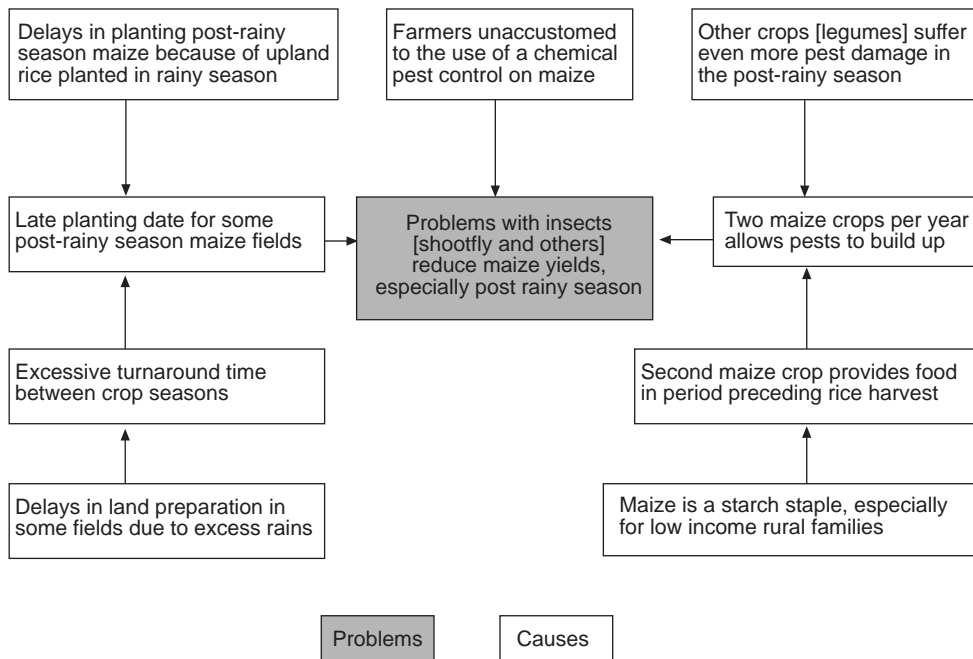 Delays in planting post-rainy
season maize because of upland
rice planted in rainy season
Farmers unaccustomed
to the use of a chemical
pest control on maize
Other crops [legumes] suffer
even more pest damage in
the post-rainy season
Late planting date for some
post-rainy season maize fields
Problems with insects
[shootfly and others]
reduce maize yields,
especially post rainy season
Two maize crops per year
allows pests to build up
Excessive turnaround time
between crop seasons
Second maize crop provides food
in period preceding rice harvest
Delays in land preparation in
some fields due to excess rains
Maize is a starch staple, especially
for low income rural families
Problems
Causes